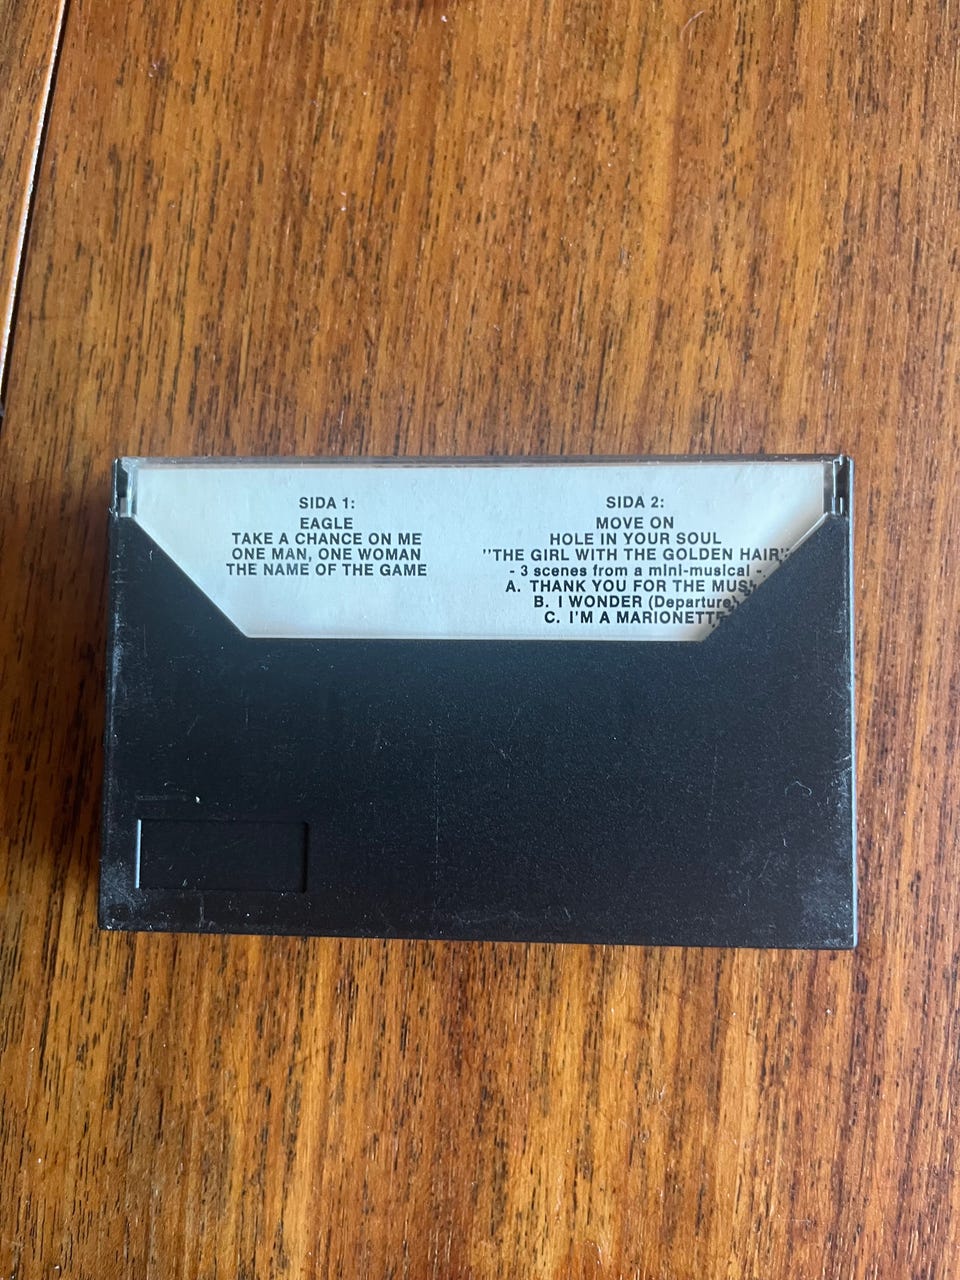 SIDA 1:
EAGLE
TAKE A CHANCE ON ME
ONE MAN, ONE WOMAN
THE NAME OF THE GAME
SIDA 2:
MOVE ON
HOLE IN YOUR SOUL
"THE GIRL WITH THE GOLDEN HAIR"
- 3 scenes from a mini-musical -
A. THANK YOU FOR THE
B. I WONDER (Departure)
C. I'M A MARIONETTE